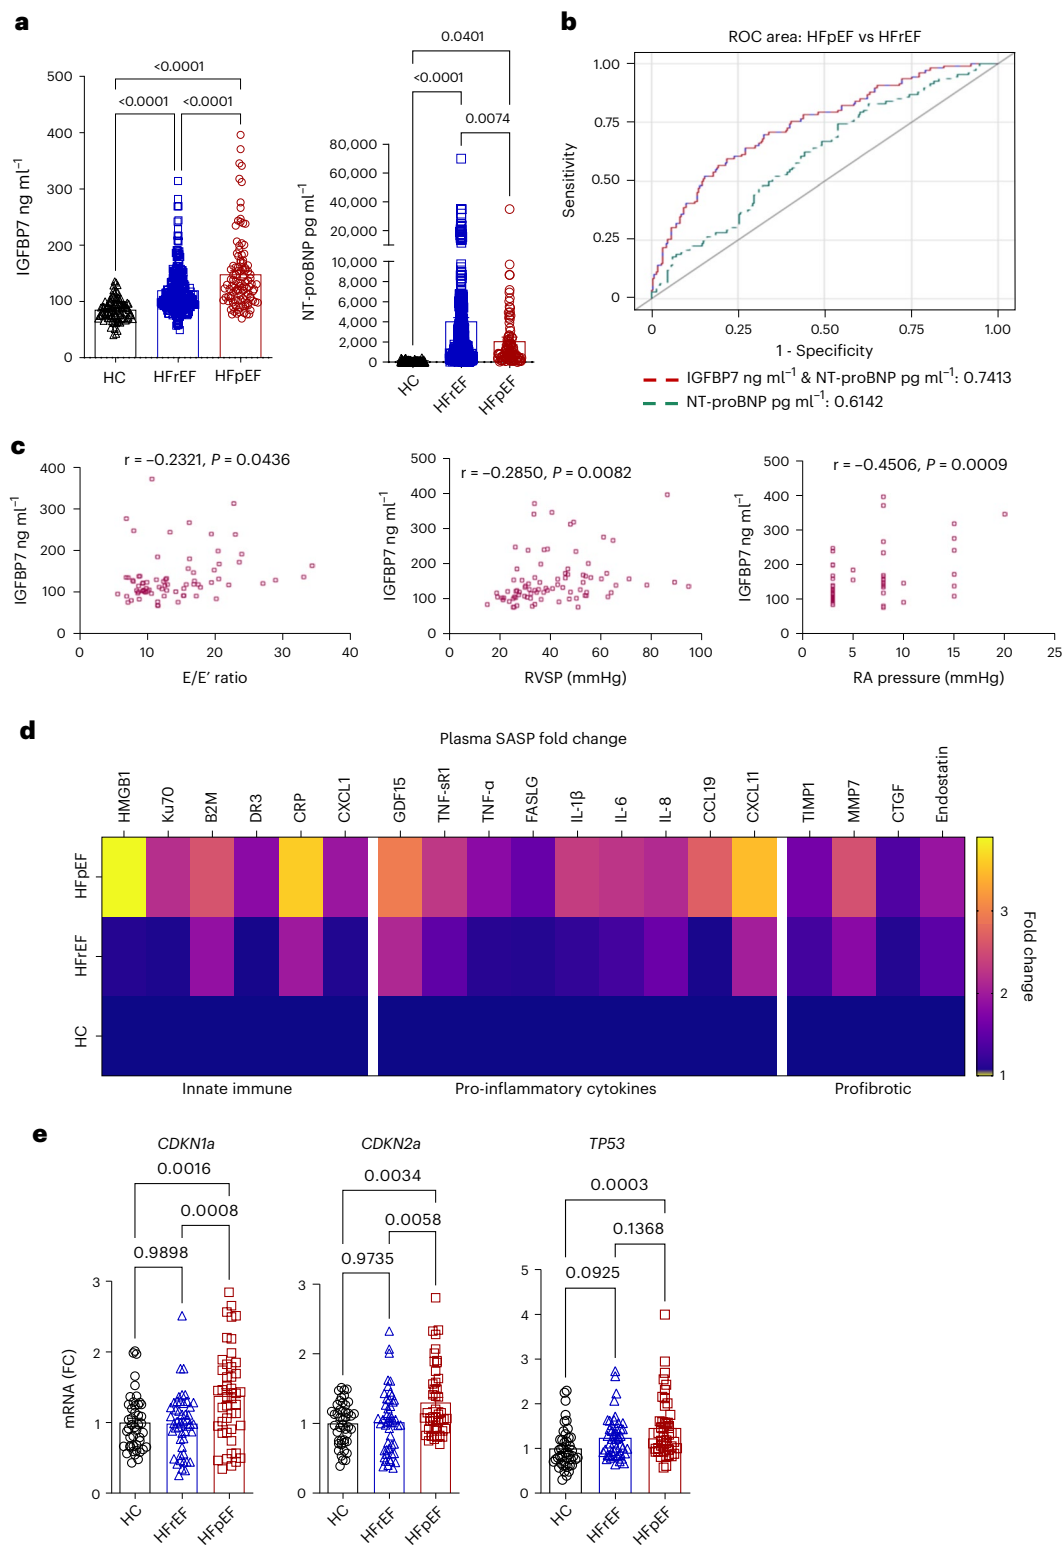 a
<0.0001
<0.0001 <0.0001
500
400
300
200
100
0
IGFBP7 ng ml−1
HC HFrEF HFpEF
0.0401
<0.0001
0.0074
80,000
60,000
40,000
20,000
10,000
8,000
6,000
4,000
2,000
0
NT-proBNP pg ml−1
HC HFrEF HFpEF
b
ROC area: HFpEF vs HFrEF
1.00
0.75
0.50
0.25
0
Sensitivity
0 0.25 0.50 0.75 1.00
1 - Specificity
IGFBP7 ng ml−1 & NT-proBNP pg ml−1: 0.7413
NT-proBNP pg ml−1: 0.6142
c
r = −0.2321, P = 0.0436
400
300
200
100
0
IGFBP7 ng ml−1
0 10 20 30 40
E/E′ ratio
r = −0.2850, P = 0.0082
500
400
300
200
100
0
IGFBP7 ng ml−1
0 20 40 60 80 100
RVSP (mmHg)
r = −0.4506, P = 0.0009
500
400
300
200
100
0
IGFBP7 ng ml−1
0 5 10 15 20 25
RA pressure (mmHg)
d
Plasma SASP fold change
HMGB1 Ku70 B2M DR3 CRP CXCL1 GDF15 TNF-sR1 TNF-α FASLG IL-1β IL-6 IL-8 CCL19 CXCL11 TIMP1 MMP7 CTGF Endostatin
HFpEF
HFrEF
HC
3
2
1
Fold change
Innate immune Pro-inflammatory cytokines Profibrotic
e
CDKN1a
0.0016
0.0008
0.9898
3
2
1
0
mRNA (FC)
HC HFrEF HFpEF
CDKN2a
0.0034
0.0058
0.9735
3
2
1
0
HC HFrEF HFpEF
TP53
0.0003
0.1368
0.0925
5
4
3
2
1
0
HC HFrEF HFpEF